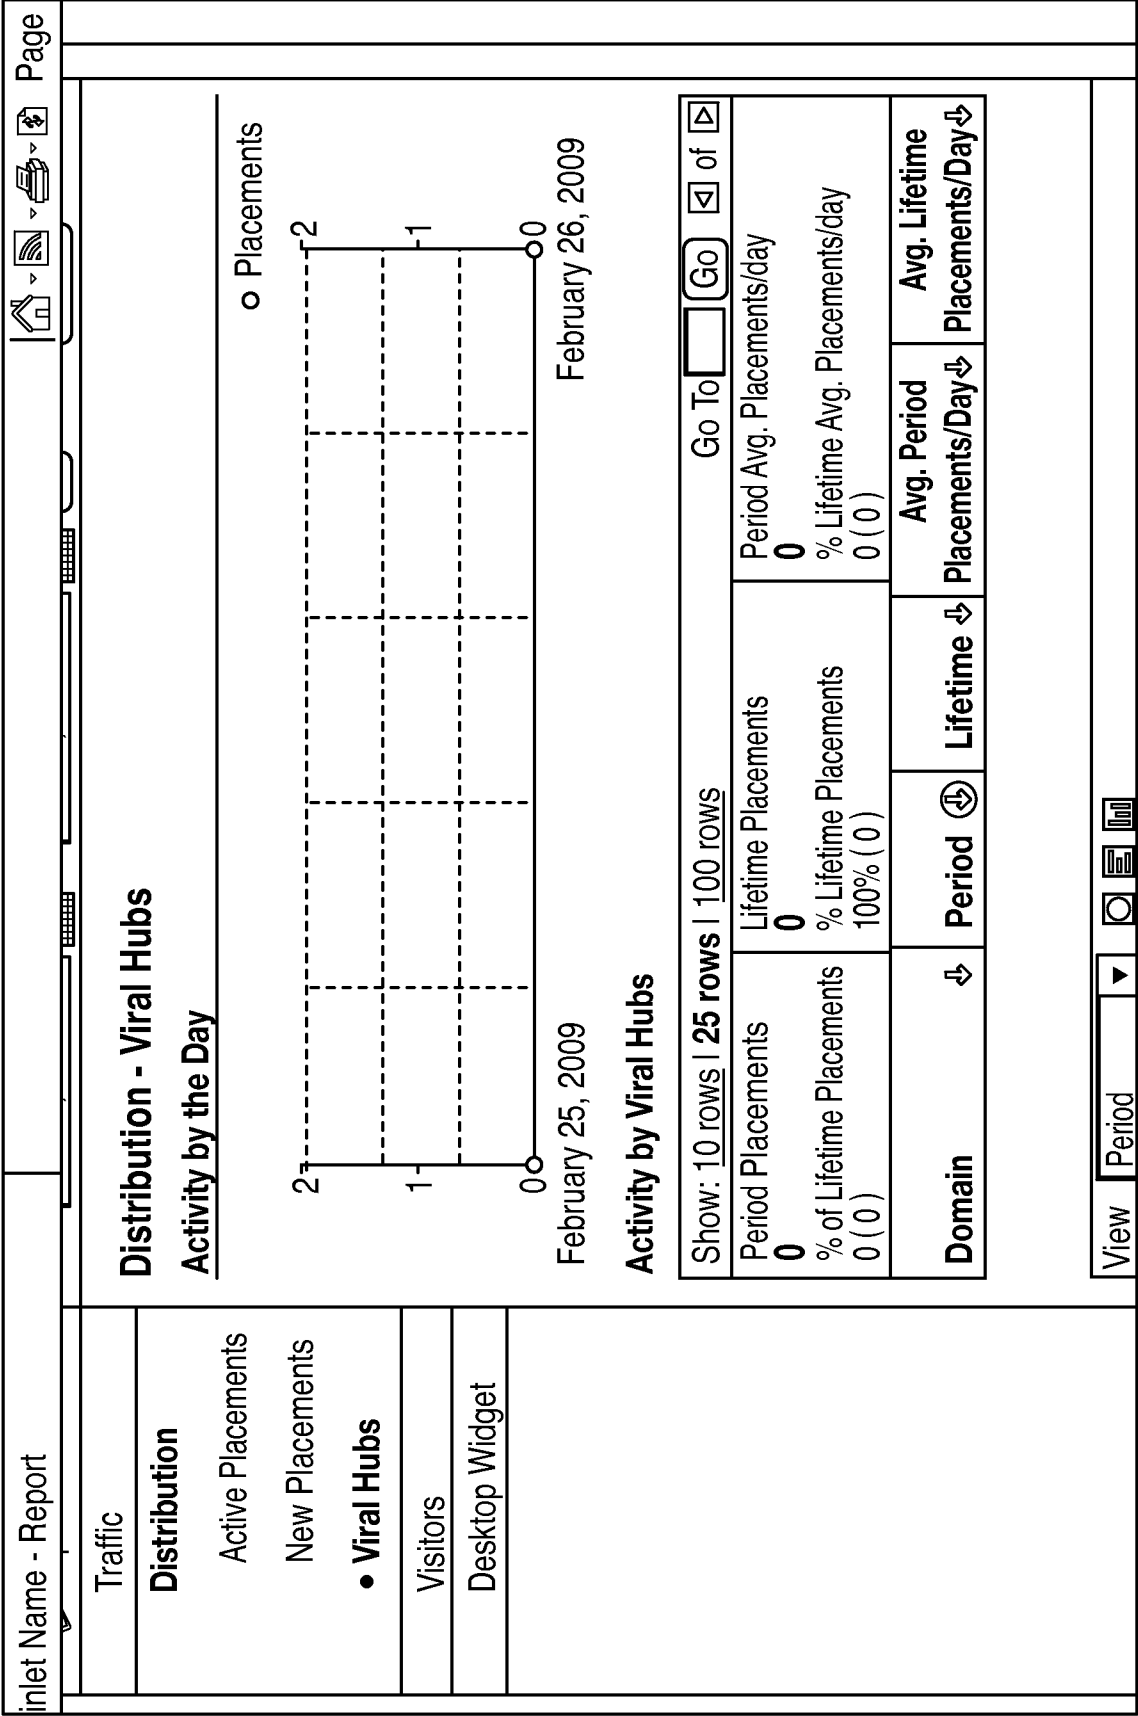 inlet Name - Report
Page
Traffic
Distribution
Active Placements
New Placements
• Viral Hubs
Visitors
Desktop Widget
Distribution - Viral Hubs
Activity by the Day
Placements
2
1
0
2
1
0
February 25, 2009
February 26, 2009
Activity by Viral Hubs
Show: 10 rows | 25 rows | 100 rows
Go To
Go
of
Period Placements
0
% of Lifetime Placements
0 ( 0 )
Lifetime Placements
0
% Lifetime Placements
100% ( 0 )
Period Avg. Placements/day
0
% Lifetime Avg. Placements/day
0 ( 0 )
Domain
Period
Lifetime
Avg. Period
Placements/Day
Avg. Lifetime
Placements/Day
View
Period